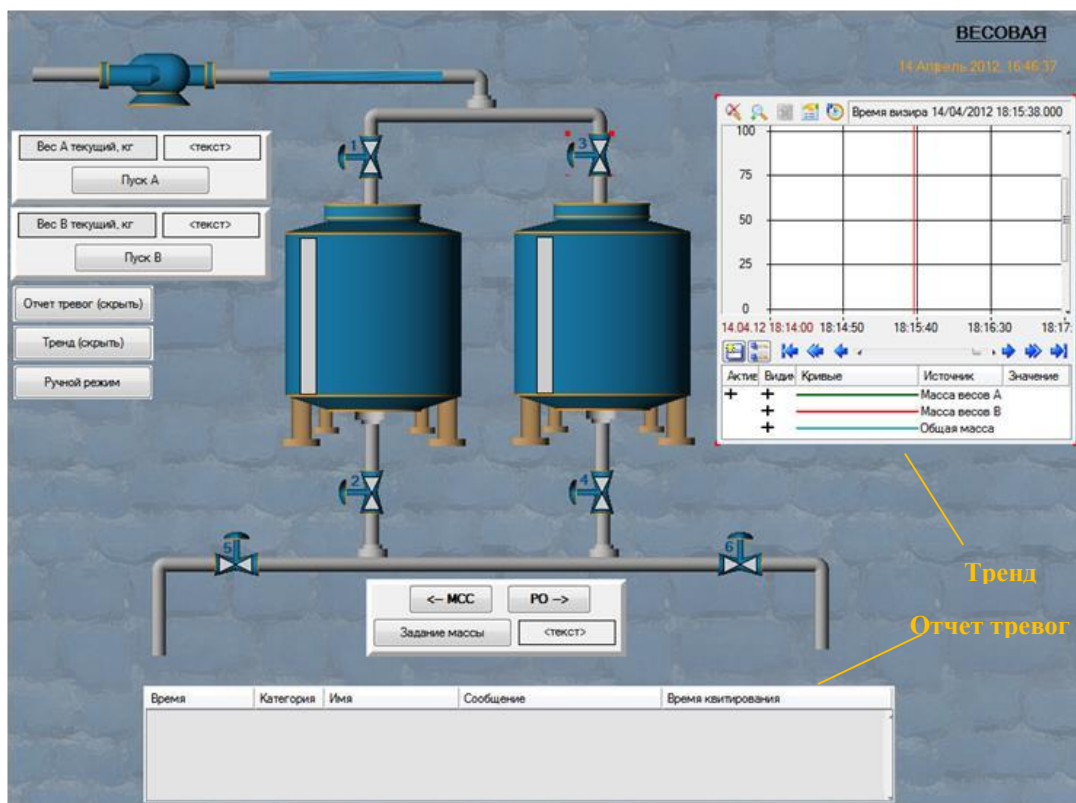 ВЕСОВАЯ
14 Апрель 2012, 16:46:37
1
3
Вес А текущий, кг <текст>
Пуск А
Вес В текущий, кг <текст>
Пуск В
Отчет тревог (скрыть)
Тренд (скрыть)
Ручной режим
Время визира 14/04/2012 18:15:38.000
100
75
50
25
0
14.04.12 18:14:00 18:14:50 18:15:40 18:16:30 18:17:
Актив Види Кривые Источник Значение
Масса весов А
Масса весов В
Общая масса
2
4
5
6
<-- МСС РО -->
Задание массы <текст>
Тренд
Отчет тревог
Время Категория Имя Сообщение Время квитирования